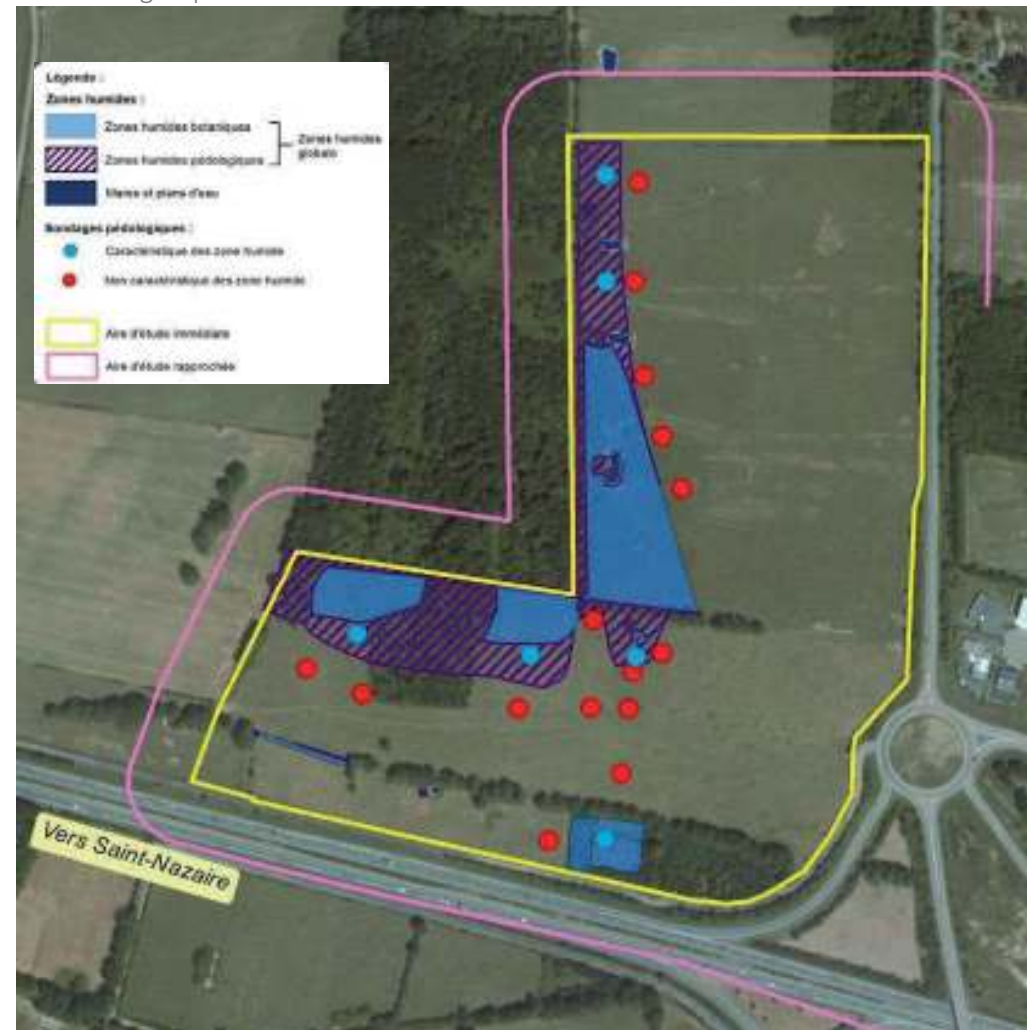 Légende :
Zones humides :
Zones humides botaniques
Zones humides pédologiques
Zones humides
globale
Mares et plans d'eau
Sondages pédologiques :
Caractéristique des zone humide
Non caractéristique des zone humide
Aire d'étude immédiate
Aire d'étude rapprochée
Vers Saint-Nazaire